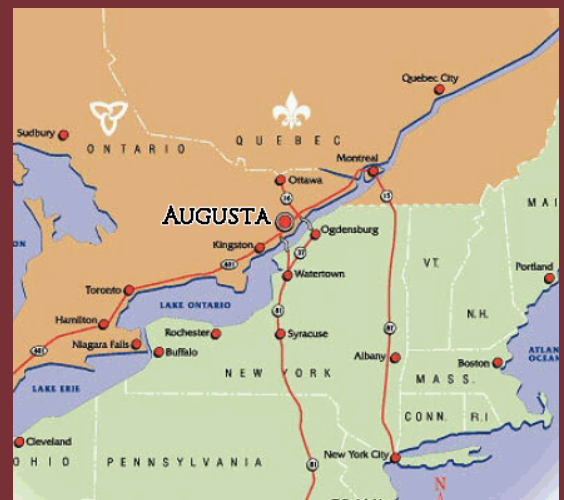 Quebec City
Sudbury
ONTARIO
QUEBEC
Montreal
Ottawa
16
15
AUGUSTA
Ogdensburg
MAI
Kingston
401
37
VT.
ON
Watertown
Portland
Toronto
LAKE ONTARIO
81
N.H.
Hamilton
Rochester
Syracuse
87
Niagara Falls
401
Buffalo
Albany
Boston
ATLAN
OCEAN
NEW YORK
MASS.
LAKE ERIE
CONN.
R.I
Cleveland
New York City
OHIO
PENNSYLVANIA
81
N
A